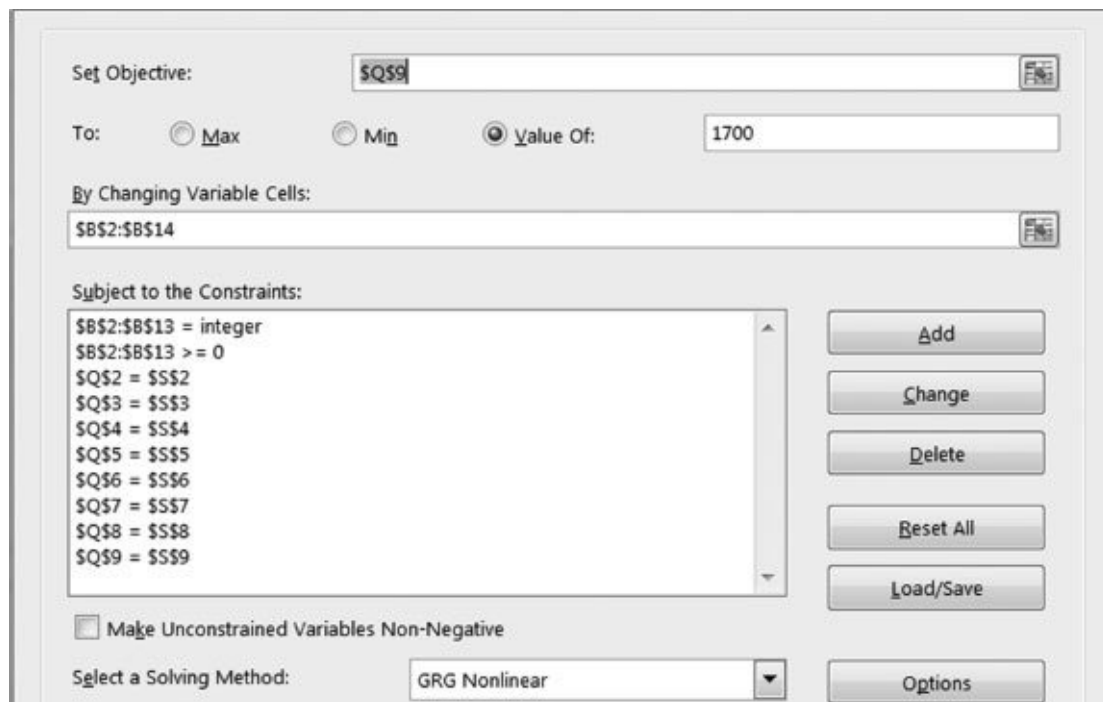 Set Objective: $Q$9
To: Max Min Value Of: 1700
By Changing Variable Cells:
$B$2:$B$14
Subject to the Constraints:
$B$2:$B$13 = integer
$B$2:$B$13 >= 0
$Q$2 = $S$2
$Q$3 = $S$3
$Q$4 = $S$4
$Q$5 = $S$5
$Q$6 = $S$6
$Q$7 = $S$7
$Q$8 = $S$8
$Q$9 = $S$9
Add
Change
Delete
Reset All
Load/Save
Make Unconstrained Variables Non-Negative
Select a Solving Method: GRG Nonlinear Options